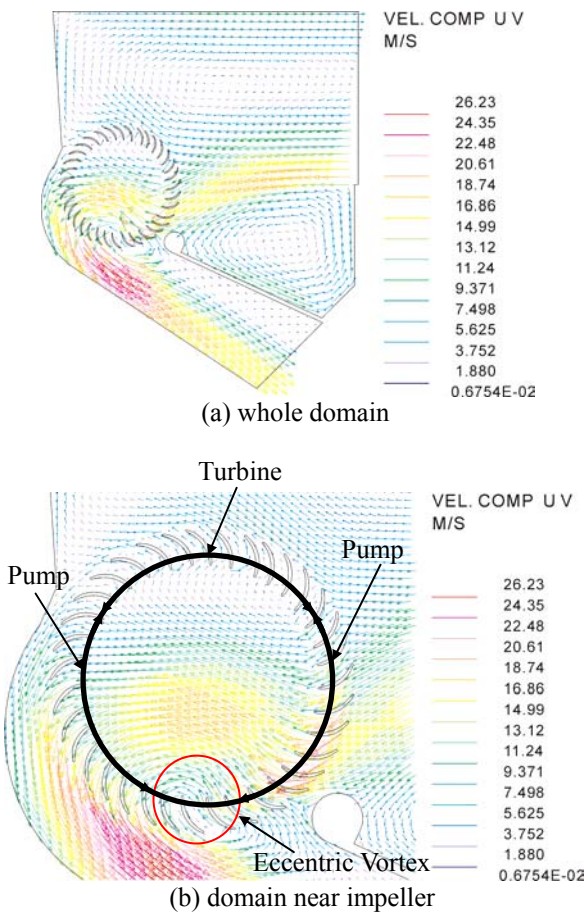 VEL. COMP U V
M/S
26.23
24.35
22.48
20.61
18.74
16.86
14.99
13.12
11.24
9.371
7.498
5.625
3.752
1.880
0.6754E-02
(a) whole domain
Turbine
Pump
Pump
Eccentric Vortex
VEL. COMP U V
M/S
26.23
24.35
22.48
20.61
18.74
16.86
14.99
13.12
11.24
9.371
7.498
5.625
3.752
1.880
0.6754E-02
(b) domain near impeller